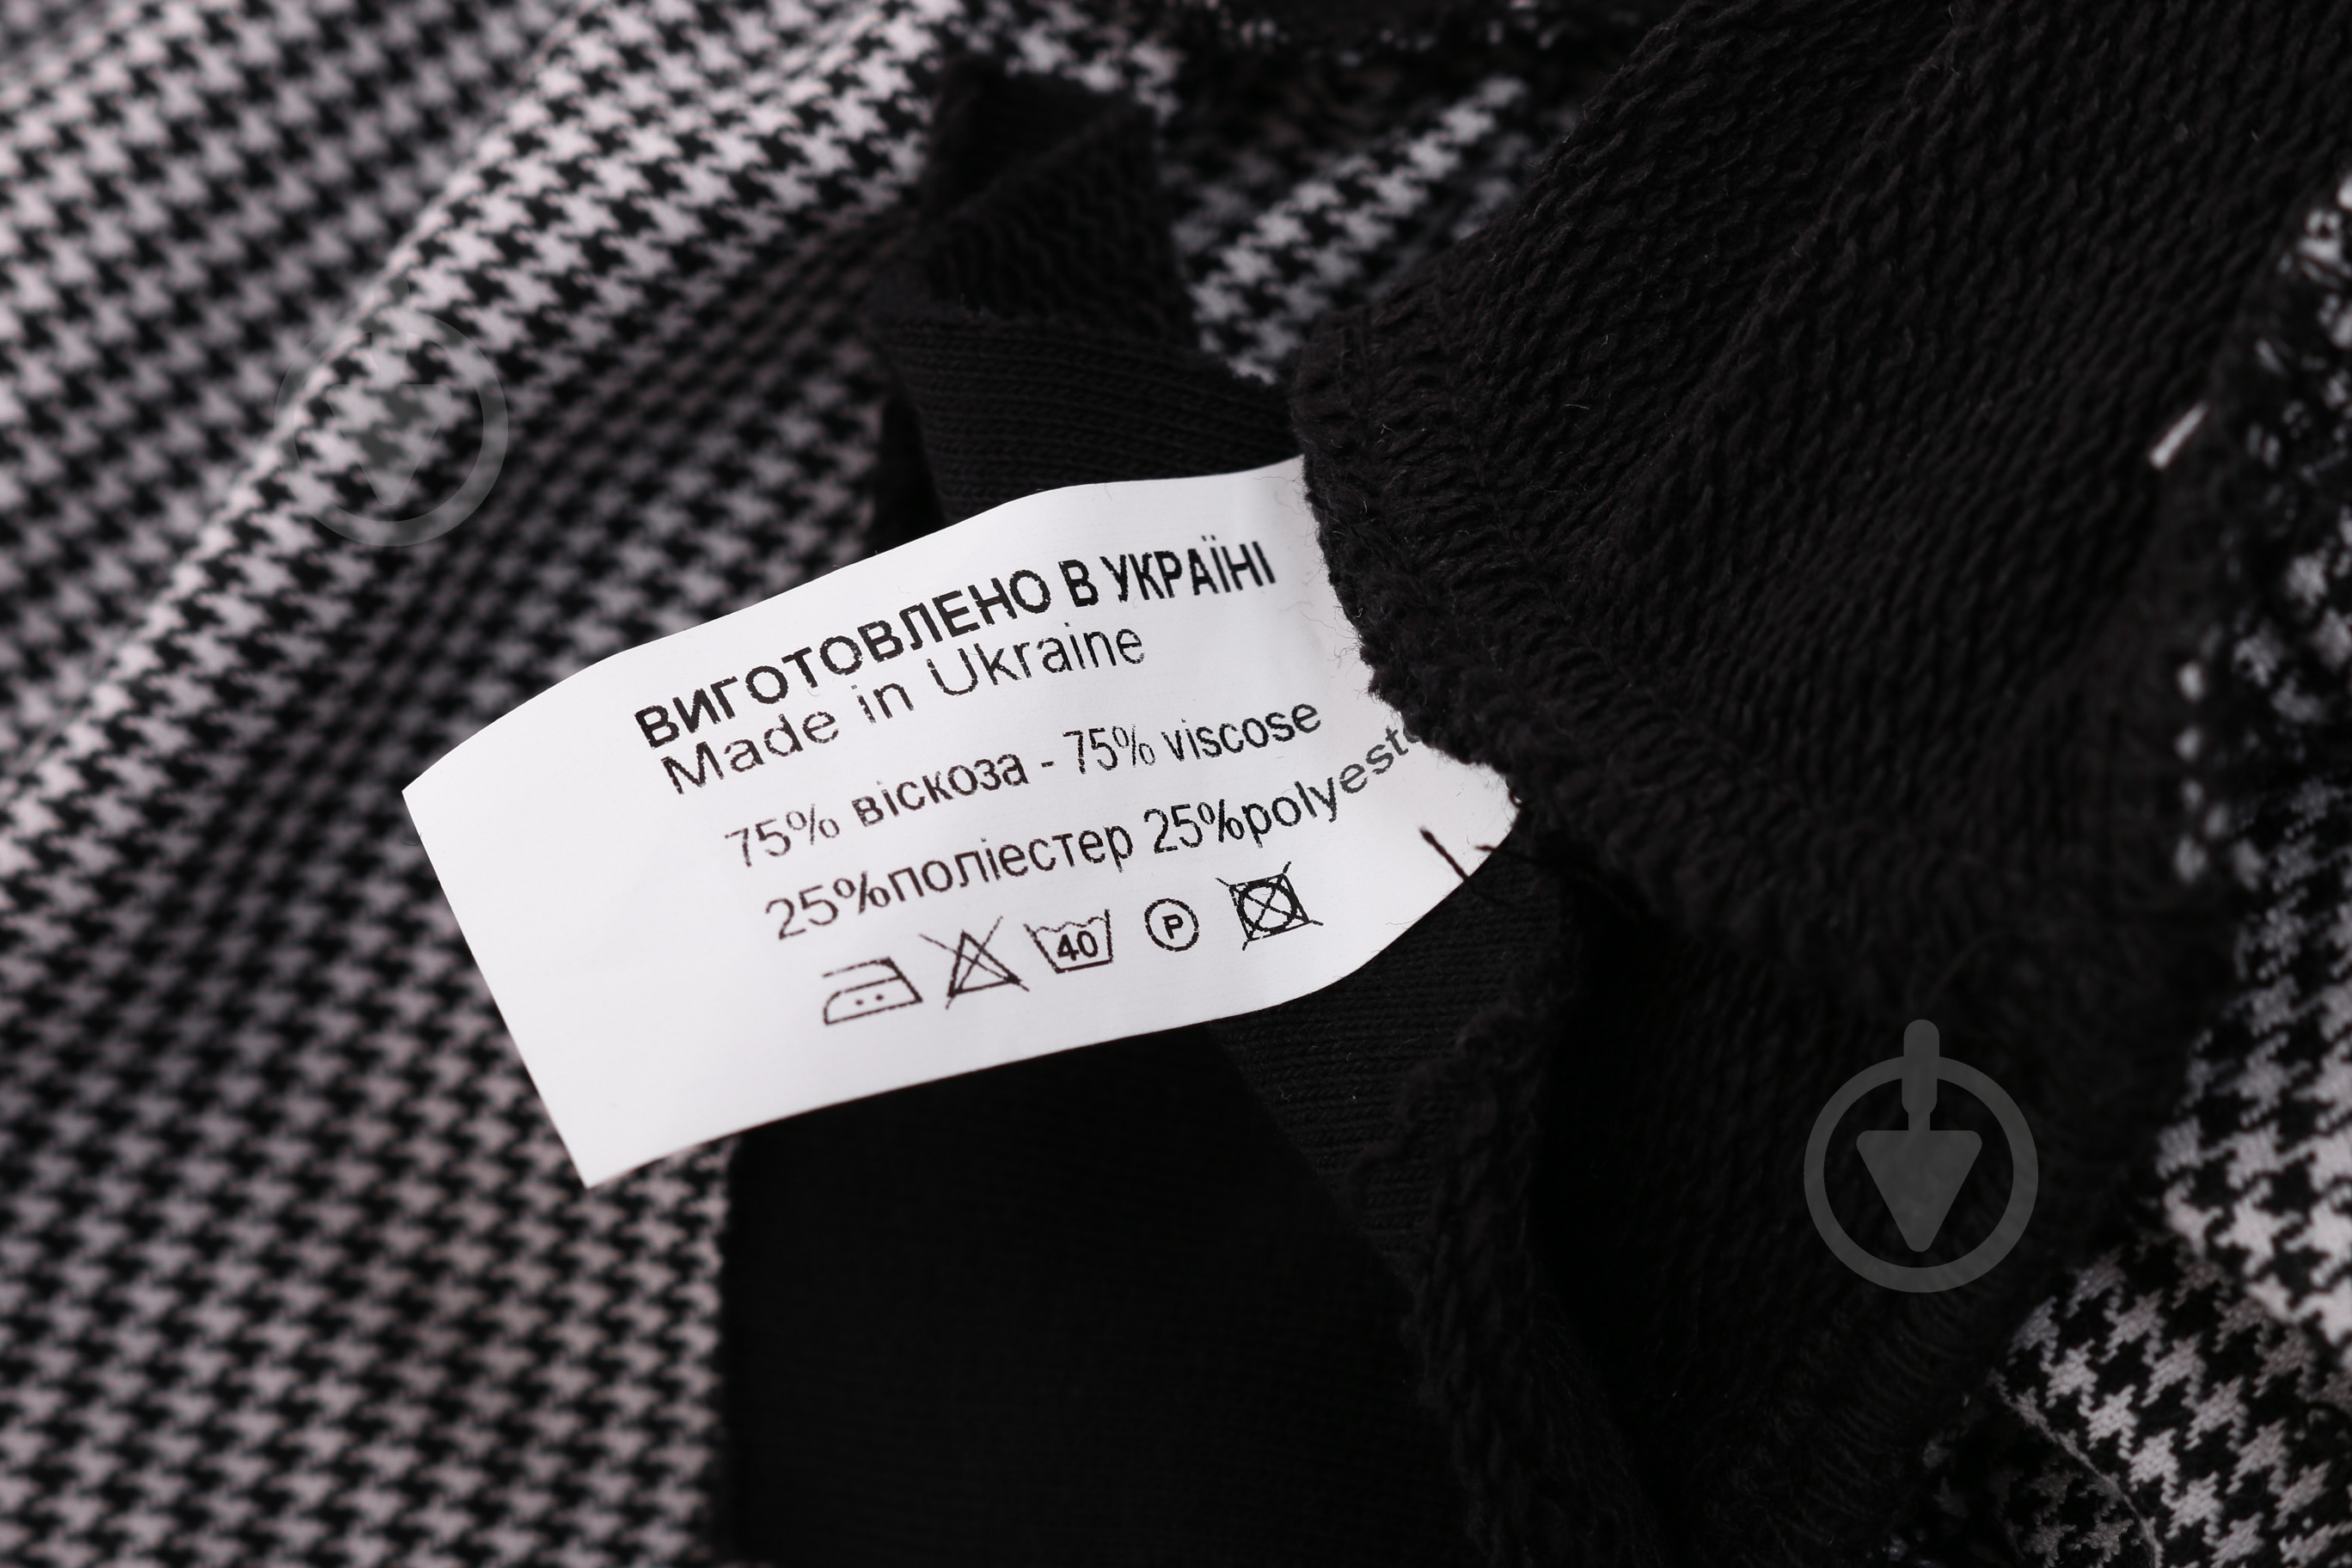 ВИГОТОВЛЕНО В УКРАЇНІ
Made in Ukraine
75% віскоза - 75% viscose
25%поліестер 25%polyeste
40 P